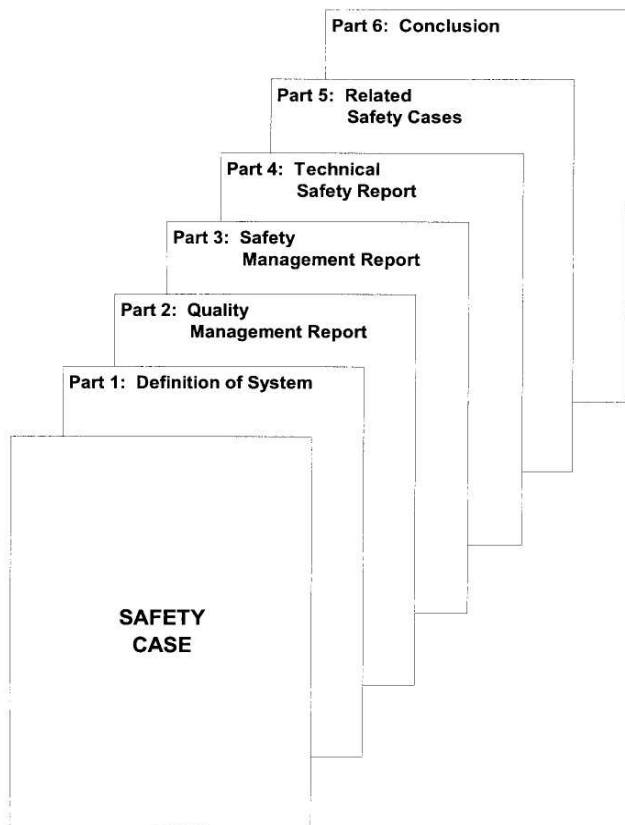 Part 6: Conclusion
Part 5: Related
Safety Cases
Part 4: Technical
Safety Report
Part 3: Safety
Management Report
Part 2: Quality
Management Report
Part 1: Definition of System
SAFETY
CASE